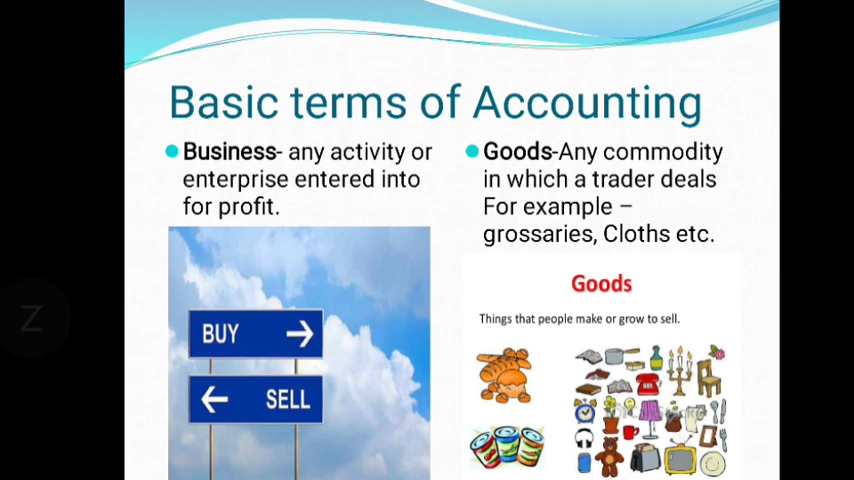 Basic terms of Accounting
Business- any activity or
enterprise entered into
for profit.
Goods-Any commodity
in which a trader deals
For example –
grossaries, Cloths etc.
BUY
SELL
Goods
Things that people make or grow to sell.
Z